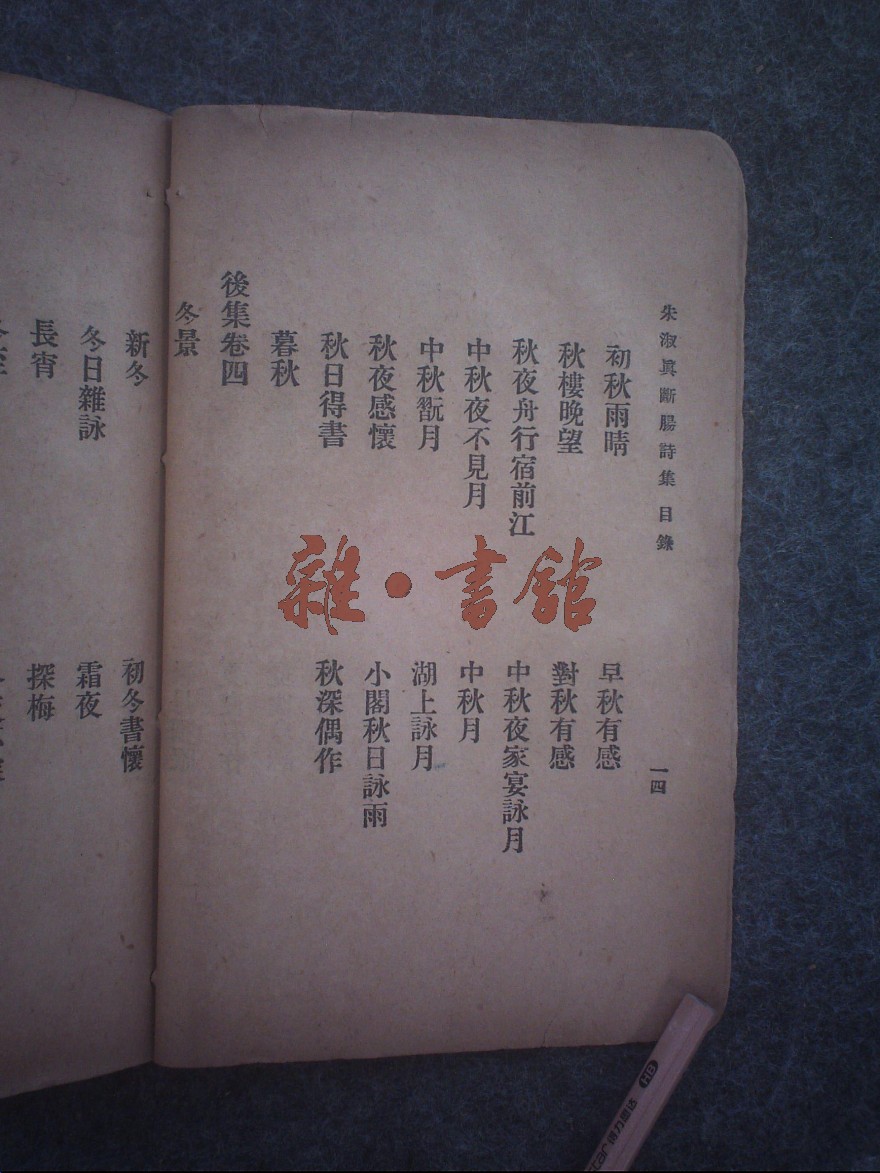 朱淑眞斷腸詩集 目錄
一四
初秋雨晴
早秋有感
秋樓晚望
對秋有感
秋夜舟行宿前江
中秋夜家宴詠月
中秋夜不見月
中秋月
中秋翫月
湖上詠月
秋夜感懷
小閣秋日詠雨
秋日得書
秋深偶作
暮秋
後集卷四
冬景
新冬
初冬書懷
冬日雜詠
霜夜
長宵
探梅
雜·書館
HB